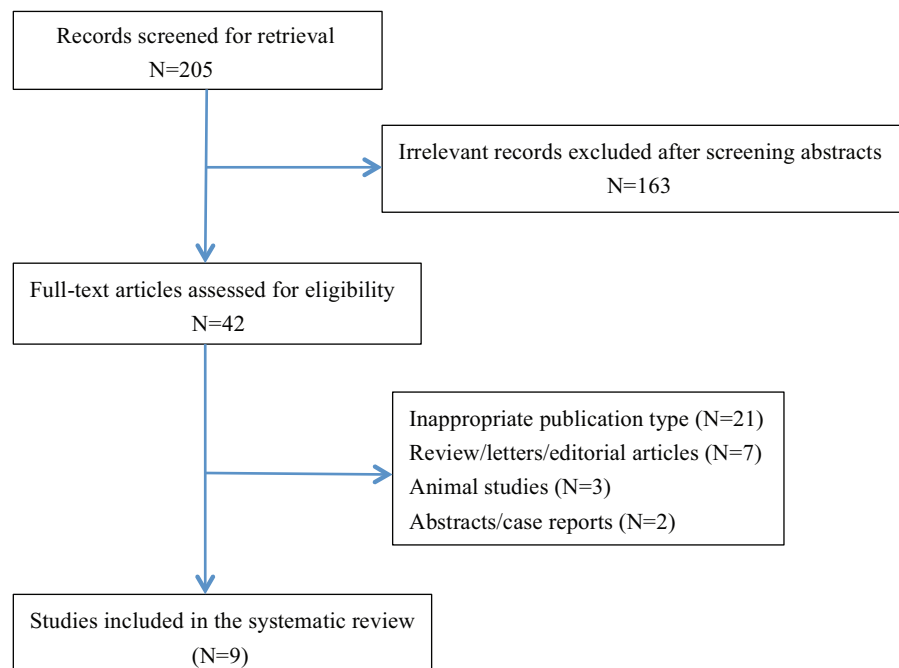 Records screened for retrieval
N=205
Irrelevant records excluded after screening abstracts
N=163
Full-text articles assessed for eligibility
N=42
Inappropriate publication type (N=21)
Review/letters/editorial articles (N=7)
Animal studies (N=3)
Abstracts/case reports (N=2)
Studies included in the systematic review
(N=9)